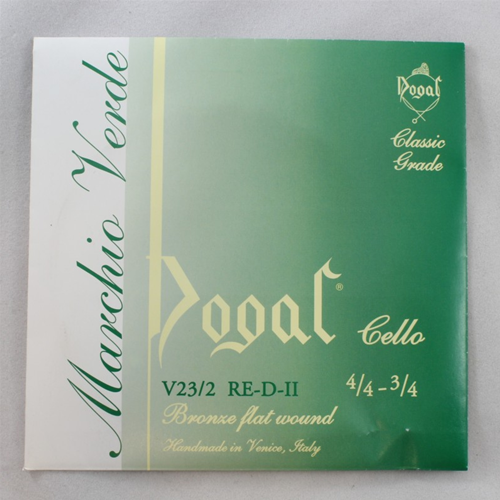 Marchio Verde
Dogal
Classic
Grade
Dogal®
Cello
V23/2 RE-D-II
4/4-3/4
Bronze flat wound
Handmade in Venice, Italy